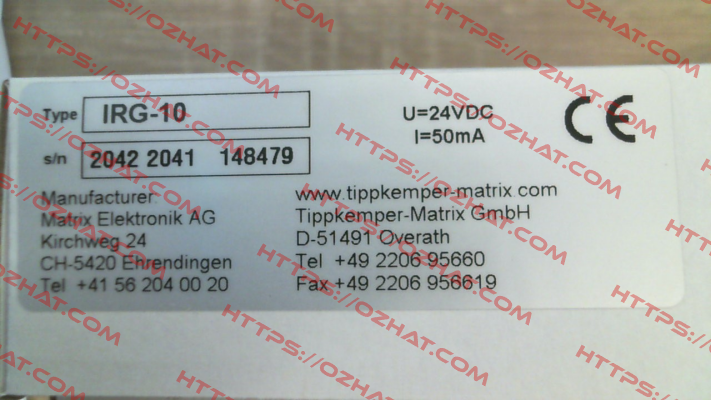 Type IRG-10
U=24VDC
I=50mA
CE
s/n 2042 2041 148479
Manufacturer
Matrix Elektronik AG
Kirchweg 24
CH-5420 Ehrendingen
Tel +41 56 204 00 20
www.tippkemper-matrix.com
Tippkemper-Matrix GmbH
D-51491 Overath
Tel +49 2206 95660
Fax +49 2206 956619
HTTPS://OZHAT.COM